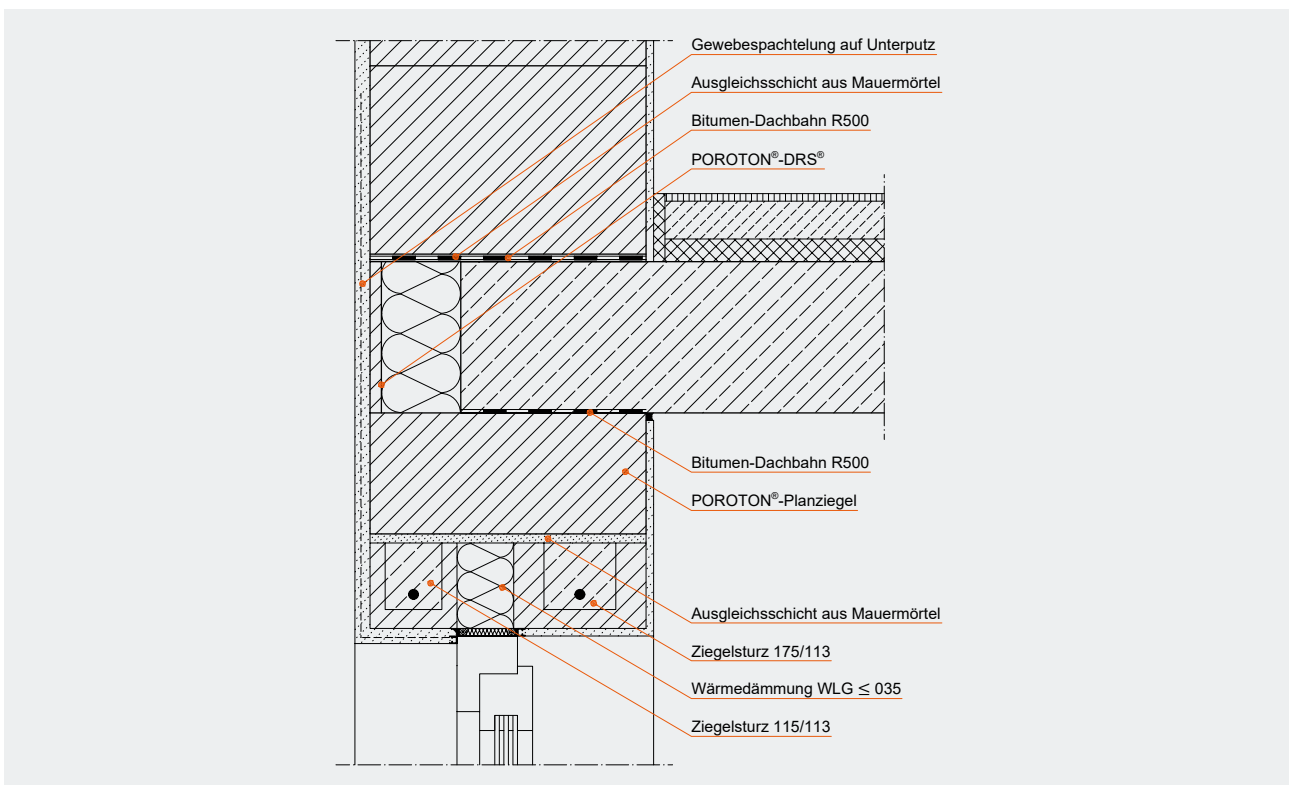 Gewebespachtelung auf Unterputz
Ausgleichsschicht aus Mauermörtel
Bitumen-Dachbahn R500
POROTON®-DRS®
Bitumen-Dachbahn R500
POROTON®-Planziegel
Ausgleichsschicht aus Mauermörtel
Ziegelsturz 175/113
Wärmedämmung WLG ≤ 035
Ziegelsturz 115/113